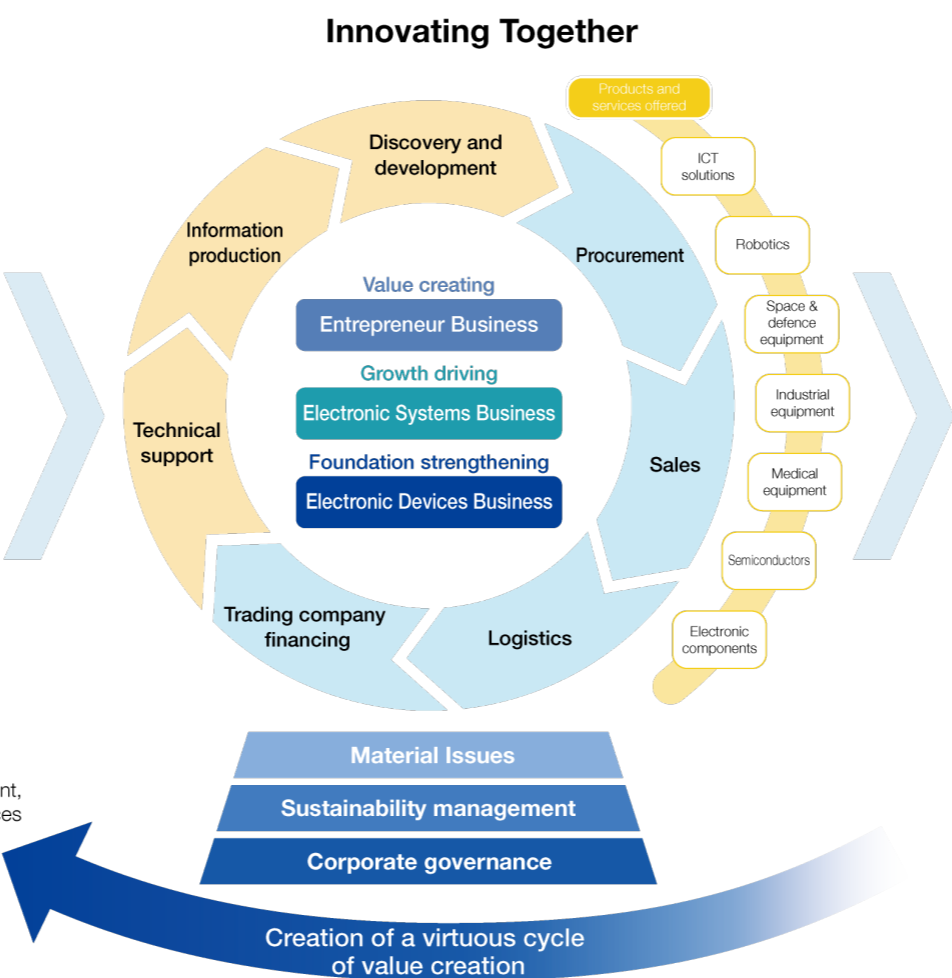 Innovating Together
Products and
services offered
Discovery and
development
ICT
solutions
Information
production
Procurement
Robotics
Value creating
Entrepreneur Business
Space &
defence
equipment
Growth driving
Electronic Systems Business
Industrial
equipment
Technical
support
Sales
Foundation strengthening
Electronic Devices Business
Medical
equipment
Semiconductors
Trading company
financing
Logistics
Electronic
components
Material Issues
Sustainability management
Corporate governance
Creation of a virtuous cycle
of value creation